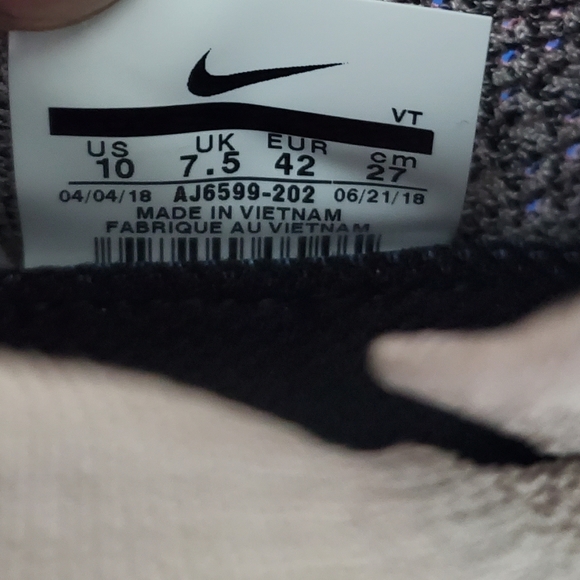 VT
US UK EUR cm
10 7.5 42 27
04/04/18 AJ6599-202 06/21/18
MADE IN VIETNAM
FABRIQUE AU VIETNAM